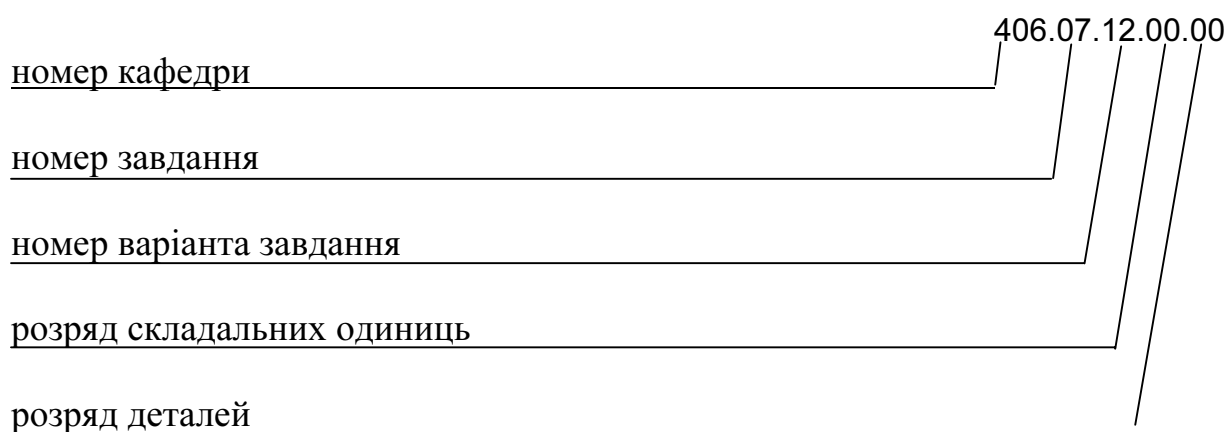 406.07.12.00.00
номер кафедри
номер завдання
номер варіанта завдання
розряд складальних одиниць
розряд деталей